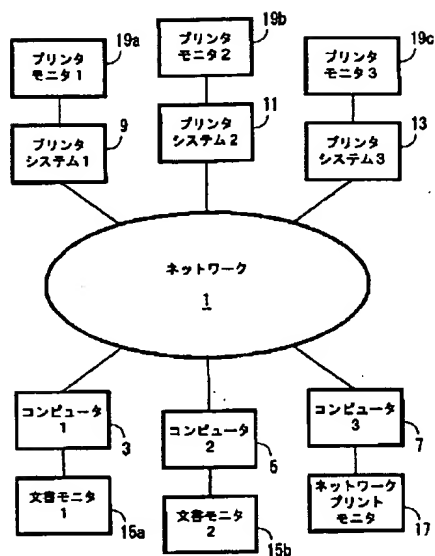 19a
プリンタ
モニタ1
19b
プリンタ
モニタ2
19c
プリンタ
モニタ3
9
プリンタ
システム1
11
プリンタ
システム2
13
プリンタ
システム3
ネットワーク
1
コンピュータ
1
3
コンピュータ
2
5
コンピュータ
3
7
文書モニタ
1
15a
文書モニタ
2
15b
ネットワーク
プリント
モニタ
17